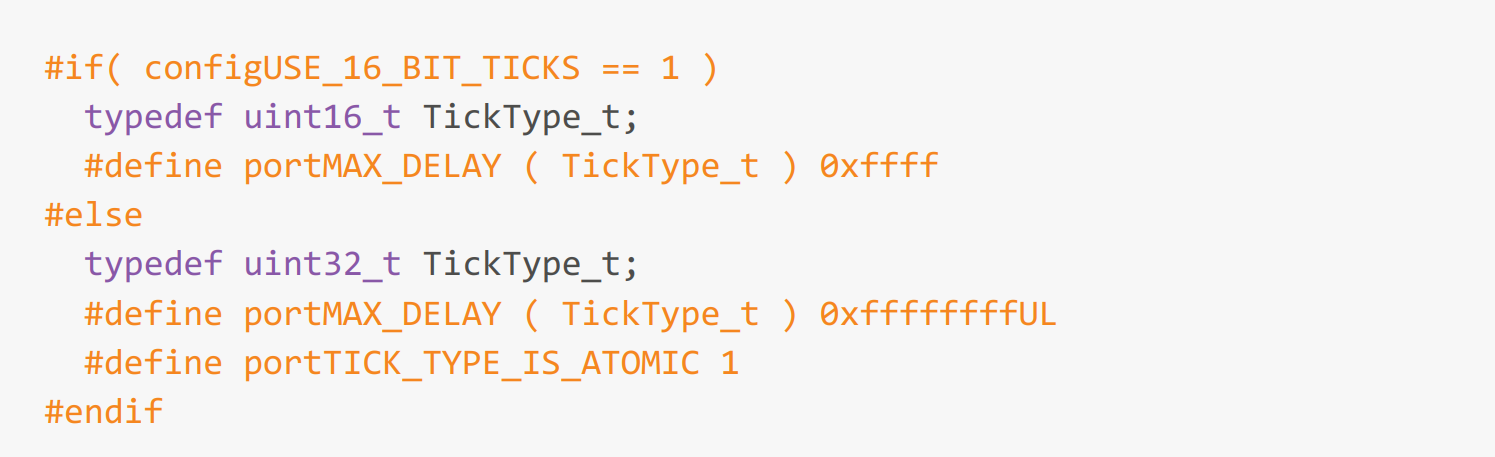 #if( configUSE_16_BIT_TICKS == 1 )
  typedef uint16_t TickType_t;
  #define portMAX_DELAY ( TickType_t ) 0xffff
#else
  typedef uint32_t TickType_t;
  #define portMAX_DELAY ( TickType_t ) 0xffffffffUL
  #define portTICK_TYPE_IS_ATOMIC 1
#endif